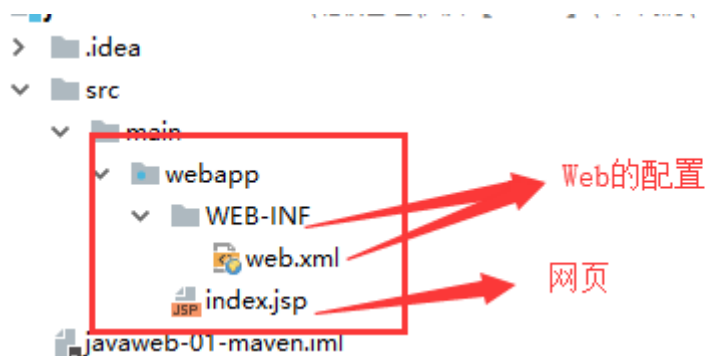 .idea
src
main
webapp
WEB-INF
Web的配置
web.xml
JSP index.jsp
网页
javaweb-01-maven.iml